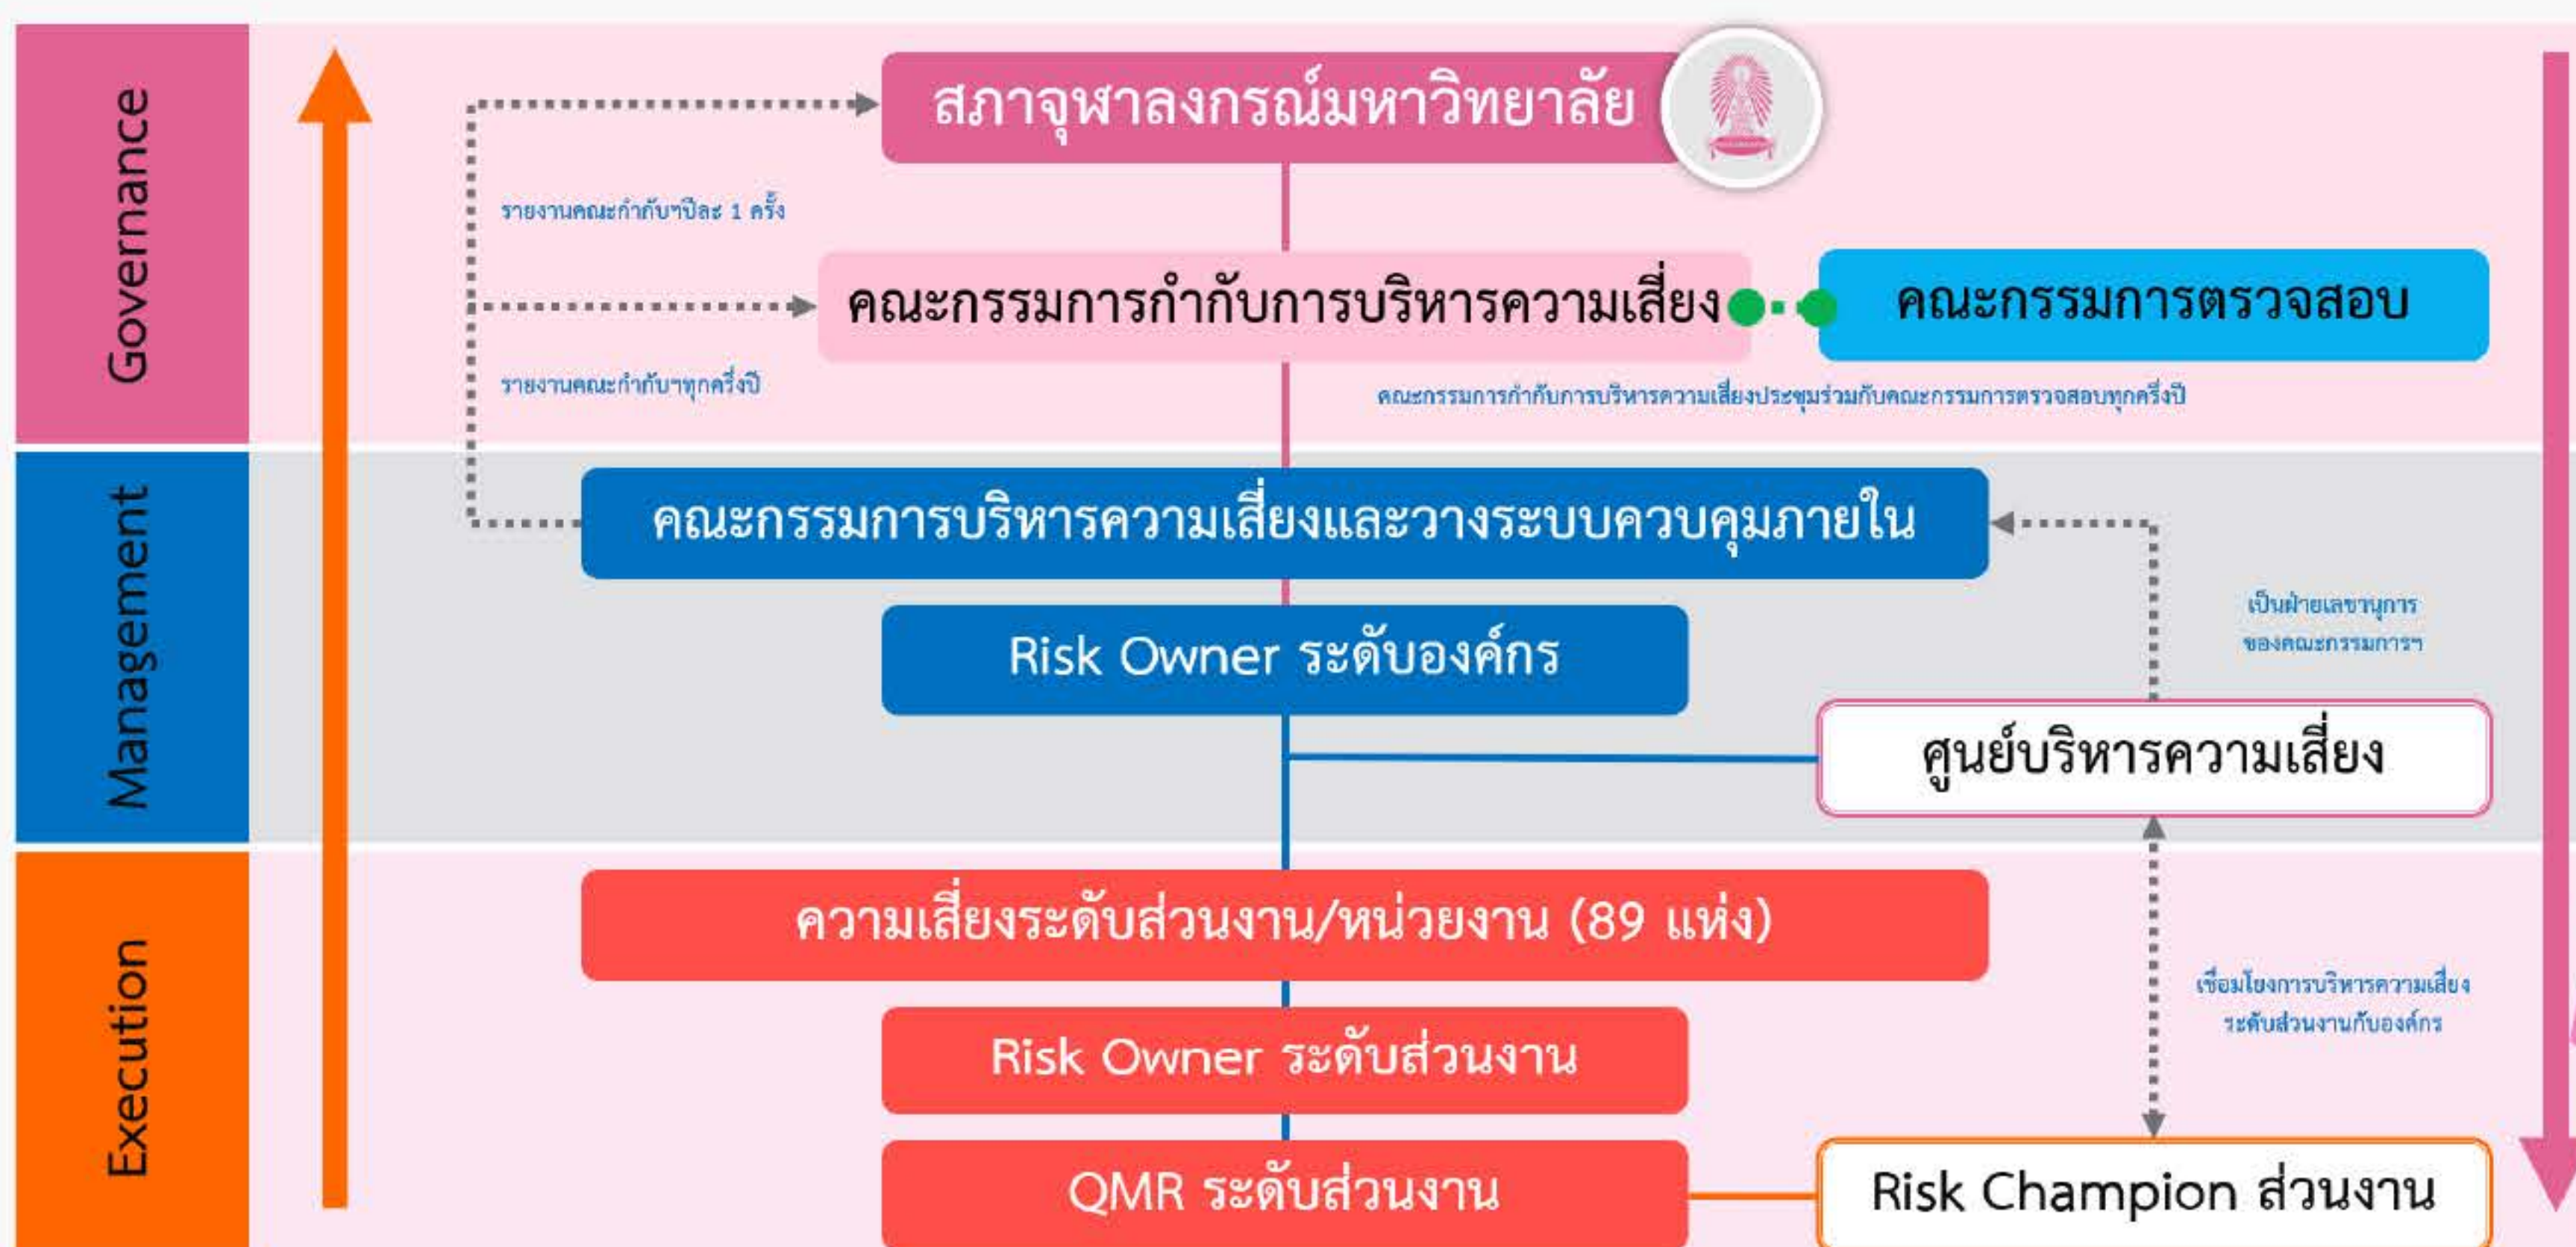 Governance
สภาจุฬาลงกรณ์มหาวิทยาลัย
รายงานคณะกำกับฯปีละ 1 ครั้ง
คณะกรรมการกำกับการบริหารความเสี่ยง
คณะกรรมการตรวจสอบ
รายงานคณะกำกับฯทุกครึ่งปี
คณะกรรมการกำกับการบริหารความเสี่ยงประชุมร่วมกับคณะกรรมการตรวจสอบทุกครึ่งปี
Management
คณะกรรมการบริหารความเสี่ยงและวางระบบควบคุมภายใน
เป็นฝ่ายเลขานุการ
ของคณะกรรมการฯ
Risk Owner ระดับองค์กร
ศูนย์บริหารความเสี่ยง
Execution
ความเสี่ยงระดับส่วนงาน/หน่วยงาน (89 แห่ง)
เชื่อมโยงการบริหารความเสี่ยง
ระดับส่วนงานกับองค์กร
Risk Owner ระดับส่วนงาน
QMR ระดับส่วนงาน
Risk Champion ส่วนงาน